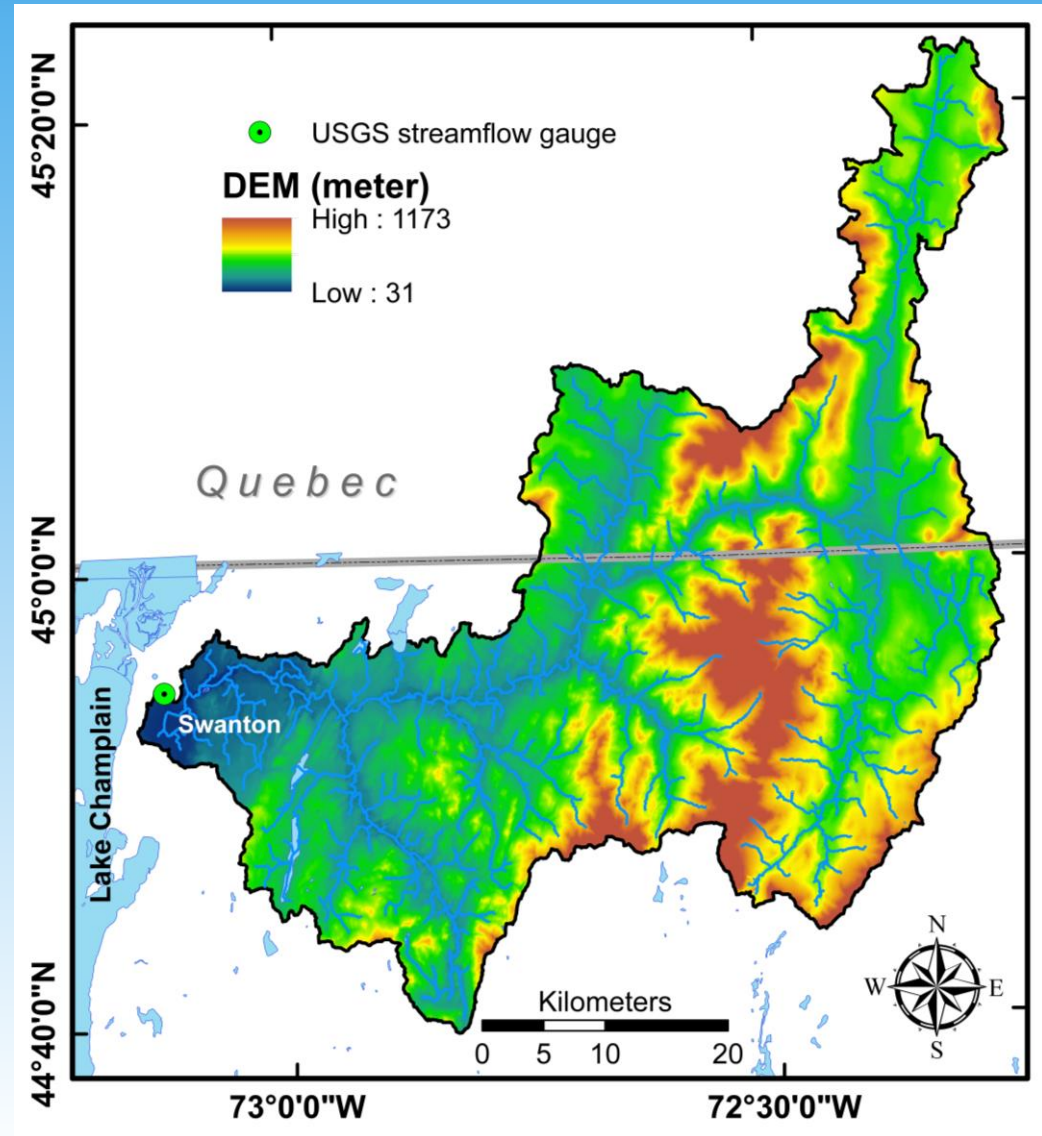 USGS streamflow gauge
DEM (meter)
High : 1173
Low : 31
45°20'0"N
45°0'0"N
44°40'0"N
Quebec
Swanton
Lake Champlain
N
W
E
S
Kilometers
0 5 10 20
73°0'0"W
72°30'0"W